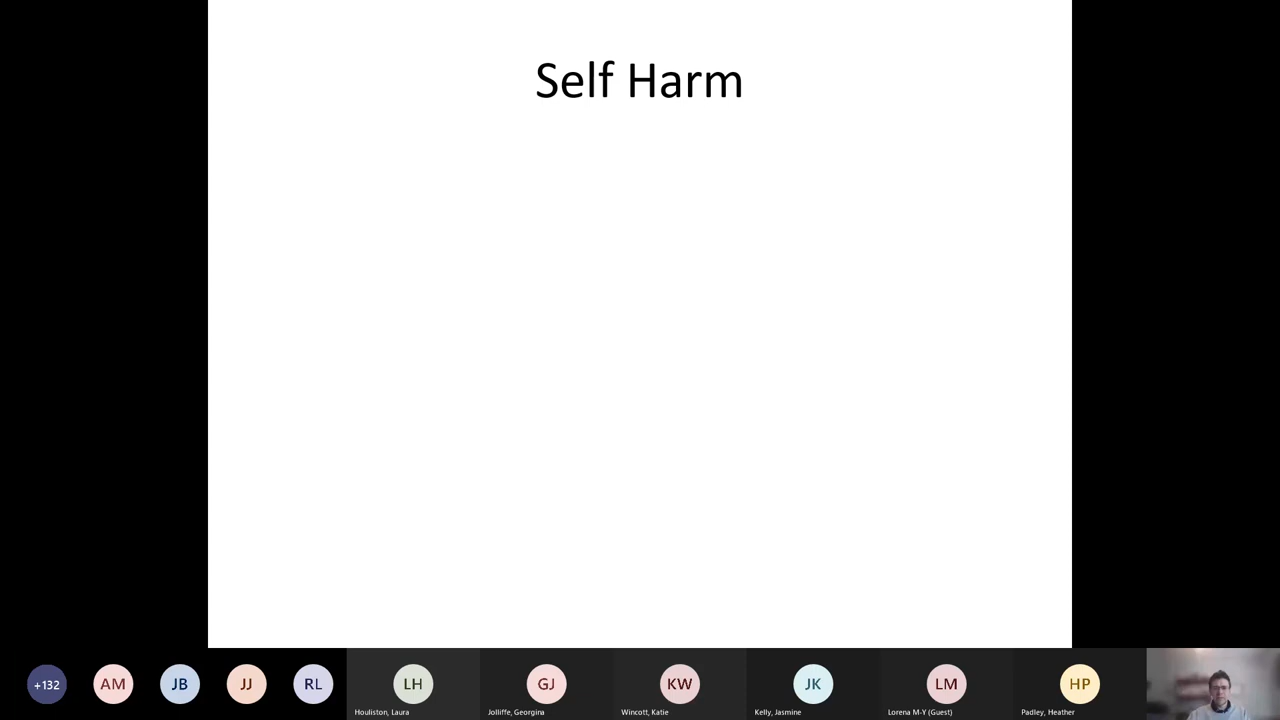 Self Harm
+132
AM
JB
JJ
RL
LH
GJ
KW
JK
LM
HP
Houliston, Laura
Jolliffe, Georgina
Wincott, Katie
Kelly, Jasmine
Lorena M-Y (Guest)
Padley, Heather